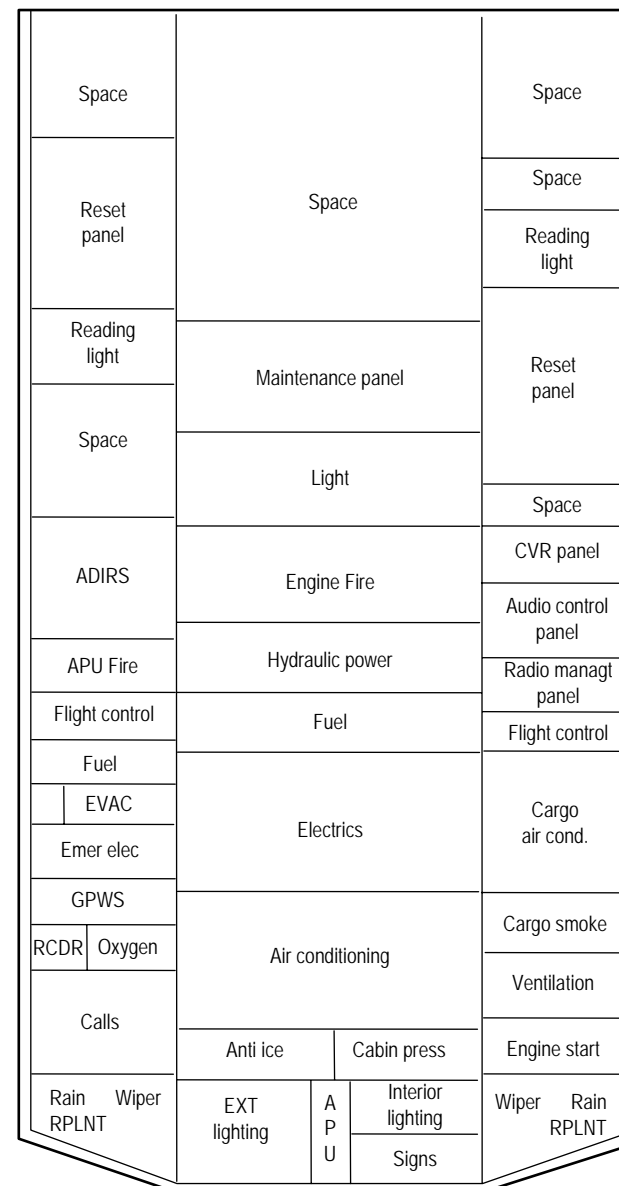 Space
Reset
panel
Reading
light
Space
ADIRS
APU Fire
Flight control
Fuel
EVAC
Emer elec
GPWS
RCDR Oxygen
Calls
Rain Wiper
RPLNT
Space
Maintenance panel
Light
Engine Fire
Hydraulic power
Fuel
Electrics
Air conditioning
Anti ice Cabin press
EXT
lighting
A
P
U
Interior
lighting
Signs
Space
Space
Reading
light
Reset
panel
Space
CVR panel
Audio control
panel
Radio managt
panel
Flight control
Cargo
air cond.
Cargo smoke
Ventilation
Engine start
Wiper Rain
RPLNT